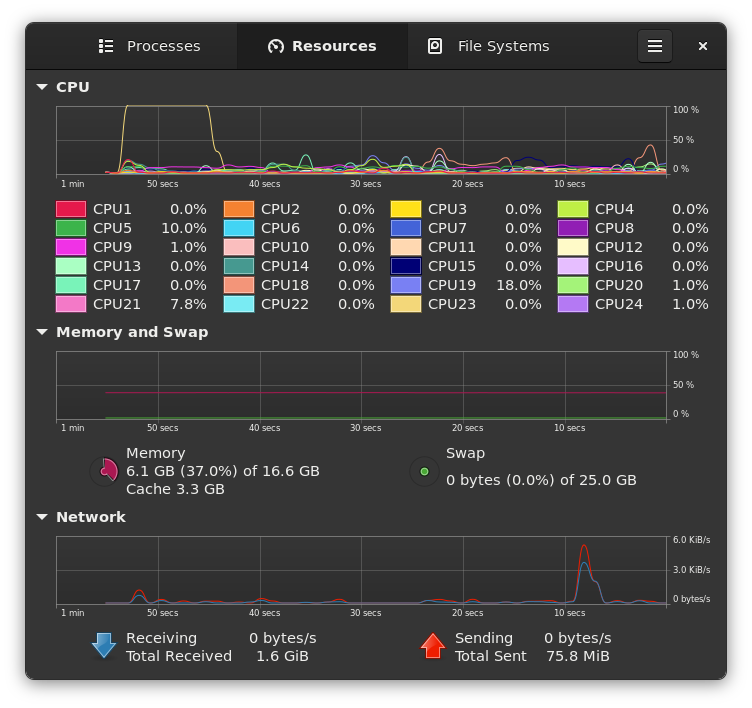 Processes Resources File Systems
CPU
100 %
50 %
0 %
1 min 50 secs 40 secs 30 secs 20 secs 10 secs
CPU1 0.0% CPU2 0.0% CPU3 0.0% CPU4 0.0%
CPU5 10.0% CPU6 0.0% CPU7 0.0% CPU8 0.0%
CPU9 1.0% CPU10 0.0% CPU11 0.0% CPU12 0.0%
CPU13 0.0% CPU14 0.0% CPU15 0.0% CPU16 0.0%
CPU17 0.0% CPU18 0.0% CPU19 18.0% CPU20 1.0%
CPU21 7.8% CPU22 0.0% CPU23 0.0% CPU24 1.0%
Memory and Swap
100 %
50 %
0 %
1 min 50 secs 40 secs 30 secs 20 secs 10 secs
Memory Swap
6.1 GB (37.0%) of 16.6 GB 0 bytes (0.0%) of 25.0 GB
Cache 3.3 GB
Network
6.0 KiB/s
3.0 KiB/s
0 bytes/s
1 min 50 secs 40 secs 30 secs 20 secs 10 secs
Receiving 0 bytes/s Sending 0 bytes/s
Total Received 1.6 GiB Total Sent 75.8 MiB